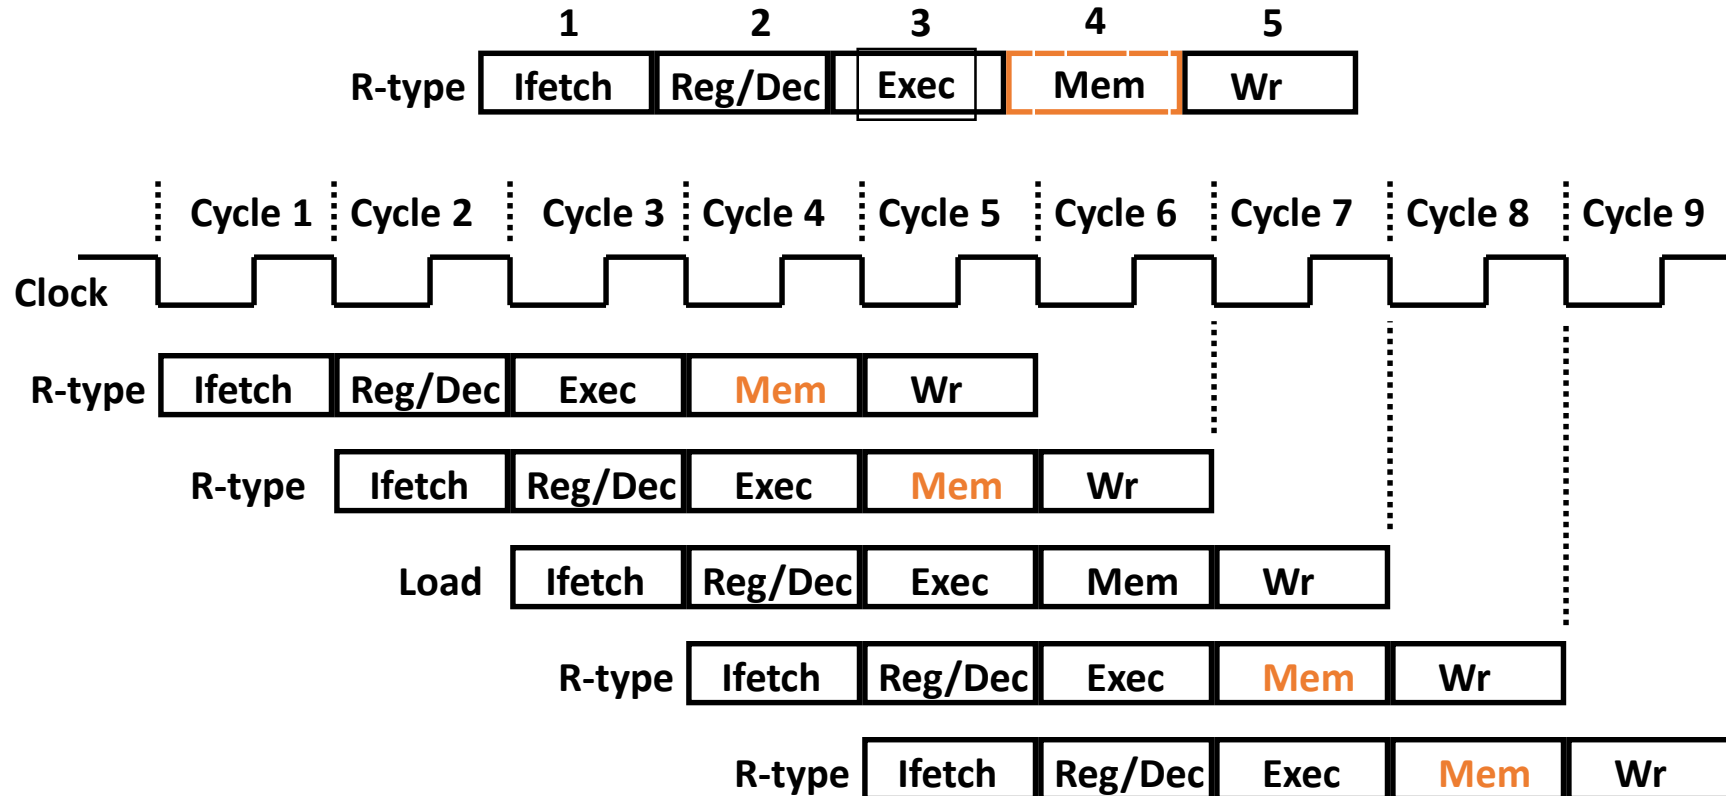 1 2 3 4 5
R-type Ifetch Reg/Dec Exec Mem Wr
Cycle 1 Cycle 2 Cycle 3 Cycle 4 Cycle 5 Cycle 6 Cycle 7 Cycle 8 Cycle 9
Clock
R-type Ifetch Reg/Dec Exec Mem Wr
R-type Ifetch Reg/Dec Exec Mem Wr
Load Ifetch Reg/Dec Exec Mem Wr
R-type Ifetch Reg/Dec Exec Mem Wr
R-type Ifetch Reg/Dec Exec Mem Wr